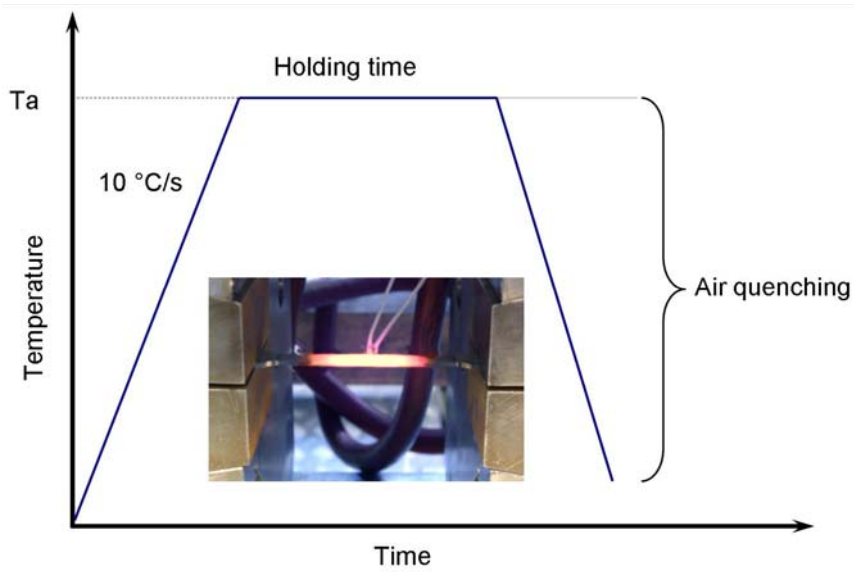 Holding time
Ta
10 °C/s
Temperature
Air quenching
Time